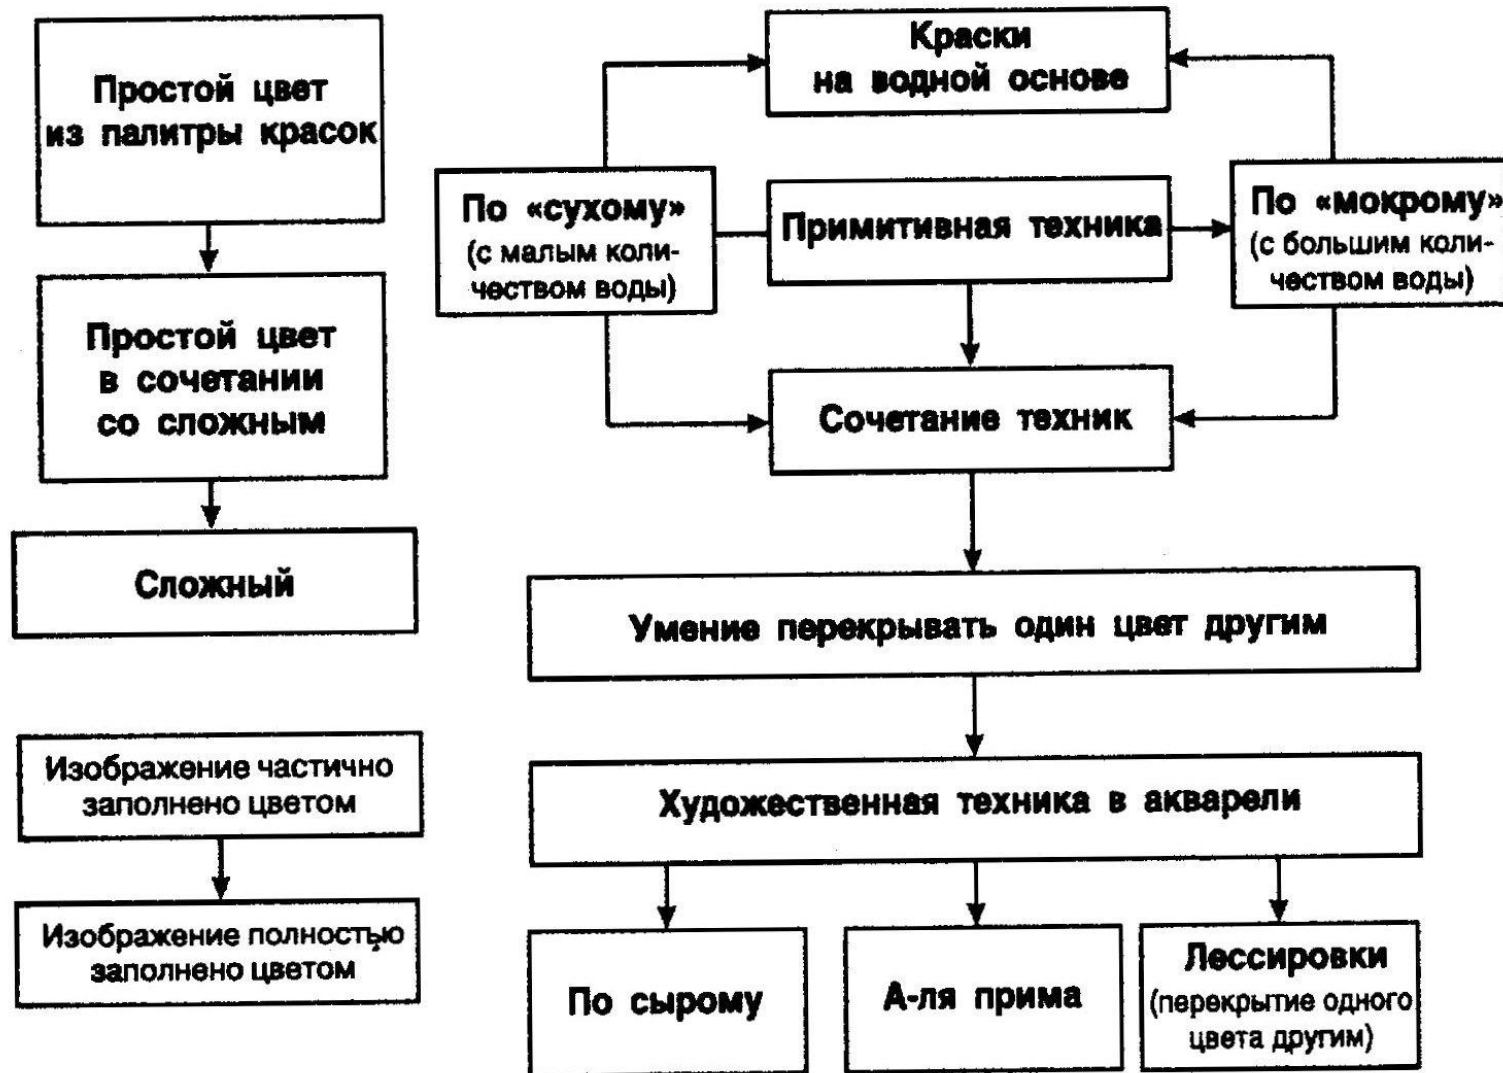 Простой цвет
из палитры красок
Простой цвет
в сочетании
со сложным
Сложный
Изображение частично
заполнено цветом
Изображение полностью
заполнено цветом
Краски
на водной основе
По «сухому»
(с малым коли-
чеством воды)
Примитивная техника
По «мокрому»
(с большим коли-
чеством воды)
Сочетание техник
Умение перекрывать один цвет другим
Художественная техника в акварели
По сырому
А-ля прима
Лессировки
(перекрытие одного
цвета другим)